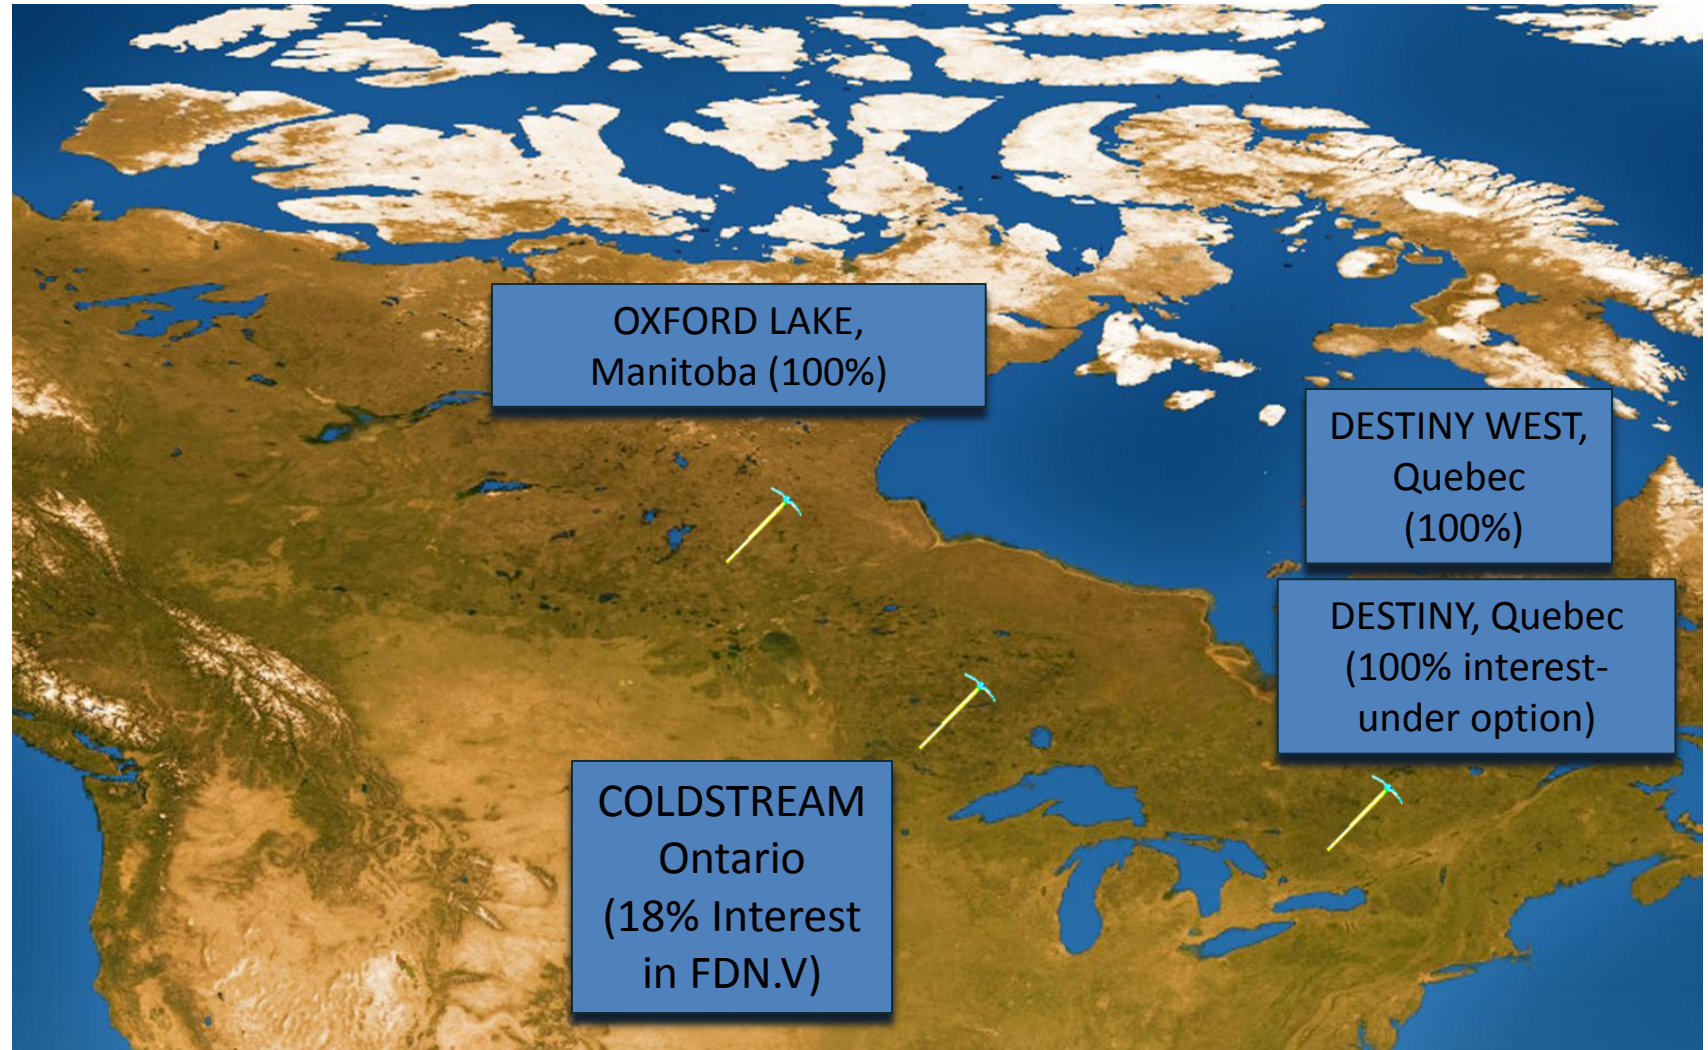 OXFORD LAKE,
Manitoba (100%)
DESTINY WEST,
Quebec
(100%)
DESTINY, Quebec
(100% interest-
under option)
COLDSTREAM
Ontario
(18% Interest
in FDN.V)